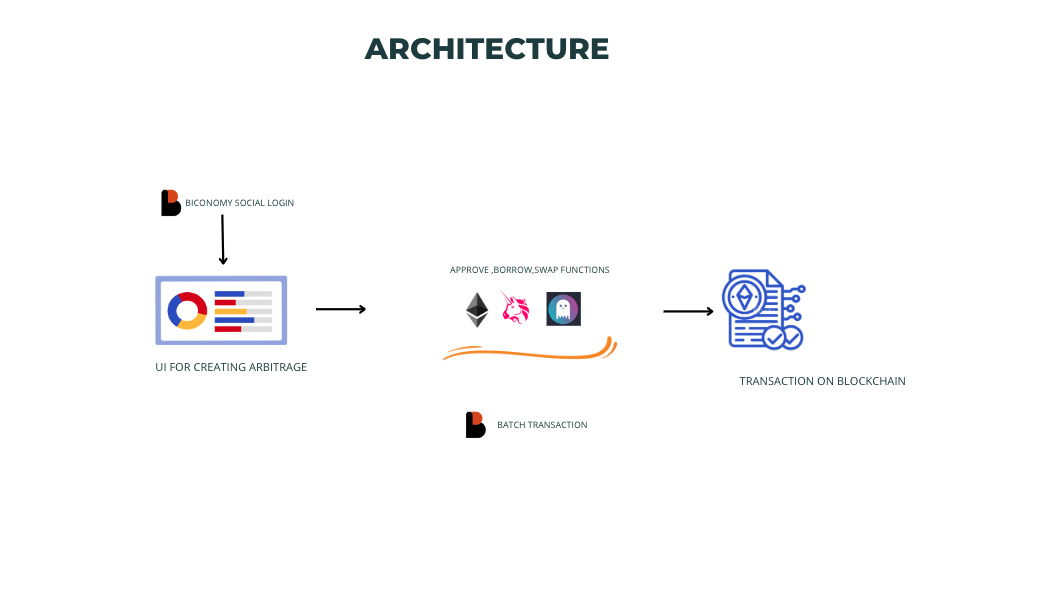 ARCHITECTURE
BICONOMY SOCIAL LOGIN
APPROVE ,BORROW,SWAP FUNCTIONS
UI FOR CREATING ARBITRAGE
TRANSACTION ON BLOCKCHAIN
BATCH TRANSACTION